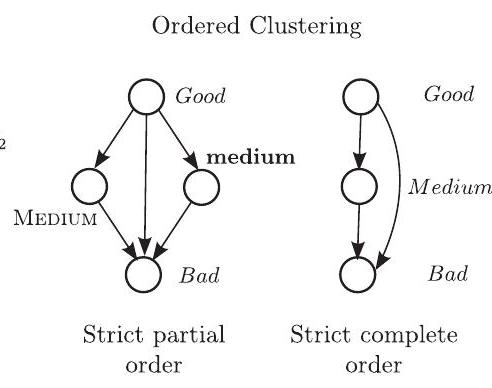 Ordered Clustering
Good
Good
2
medium
Medium
MEDIUM
Bad
Bad
Strict partial
order
Strict complete
order